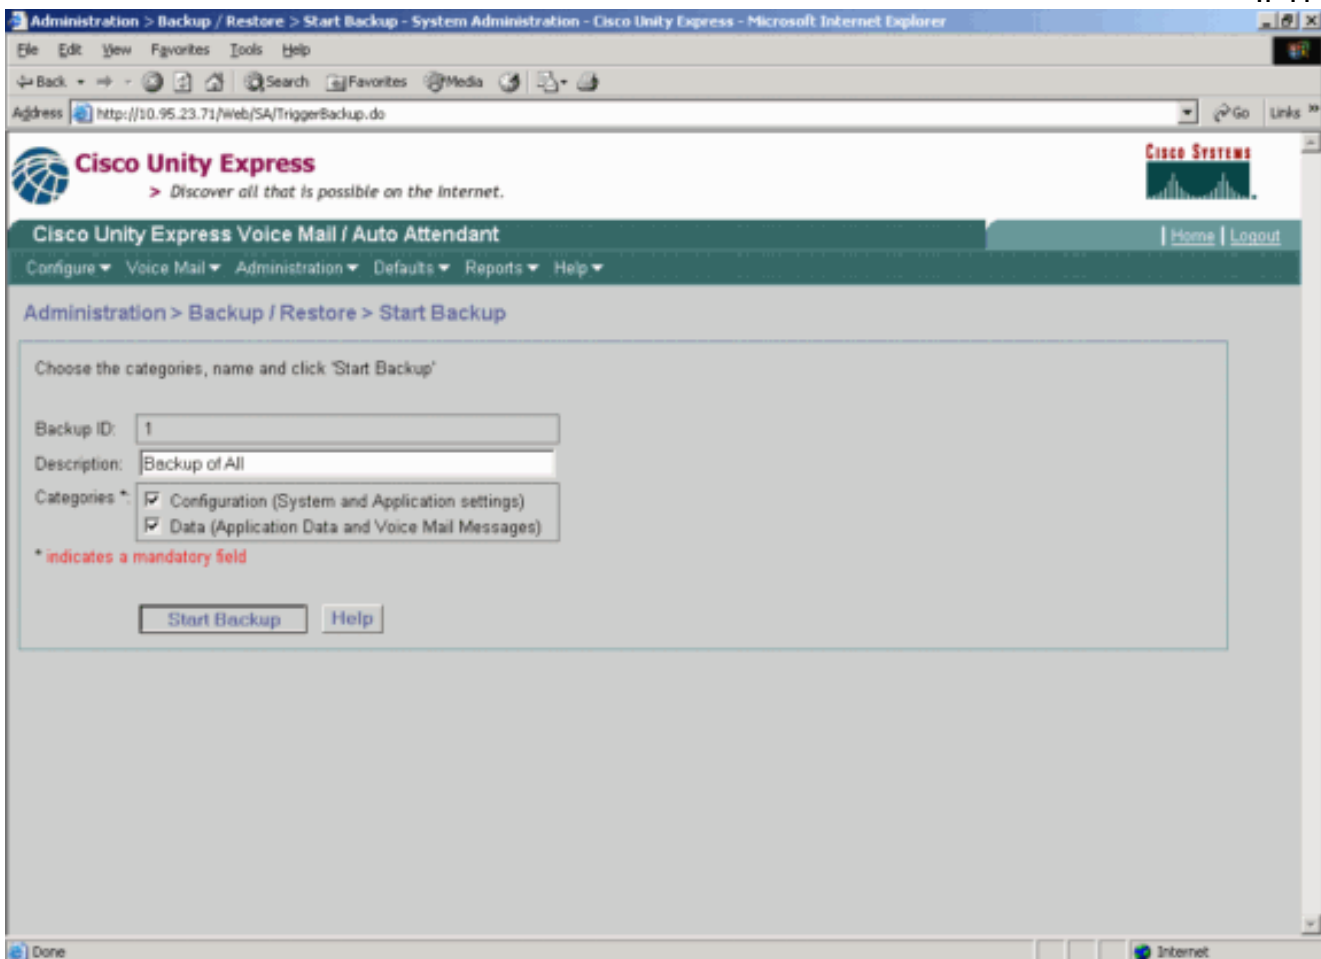 Administration > Backup / Restore > Start Backup - System Administration - Cisco Unity Express - Microsoft Internet Explorer
File Edit View Favorites Tools Help
Back Search Favorites Media
Address http://10.95.23.71/Web/SA/TriggerBackup.do Go Links »
Cisco Unity Express
> Discover all that is possible on the Internet.
CISCO SYSTEMS
Cisco Unity Express Voice Mail / Auto Attendant | Home | Logout
Configure Voice Mail Administration Defaults Reports Help
Administration > Backup / Restore > Start Backup
Choose the categories, name and click 'Start Backup'
Backup ID: 1
Description: Backup of All
Categories *: Configuration (System and Application settings)
Data (Application Data and Voice Mail Messages)
* indicates a mandatory field
Start Backup Help
Done Internet